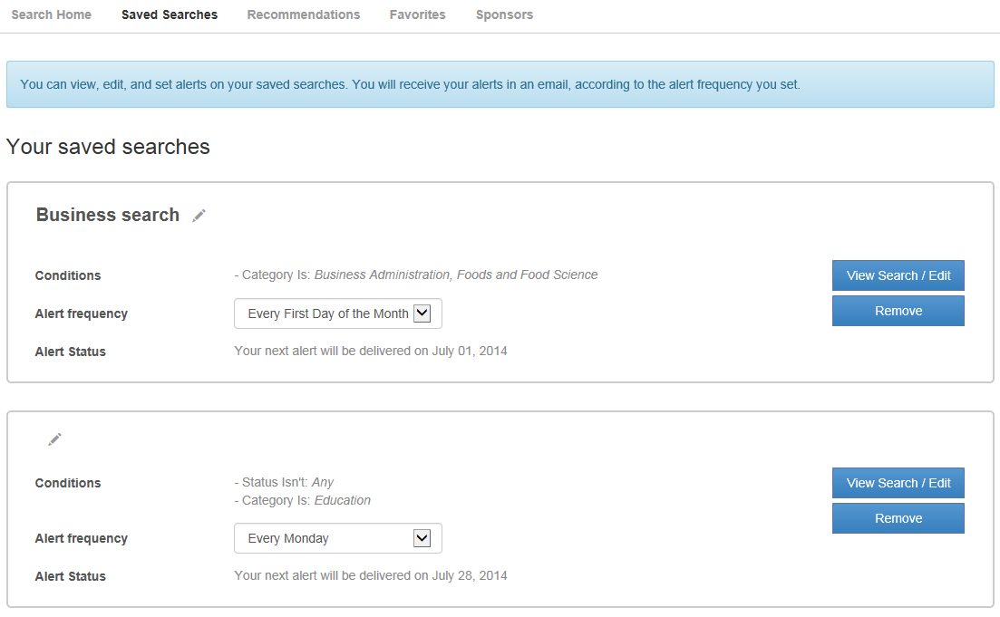 Search Home Saved Searches Recommendations Favorites Sponsors
You can view, edit, and set alerts on your saved searches. You will receive your alerts in an email, according to the alert frequency you set.
Your saved searches
Business search
Conditions - Category Is: Business Administration, Foods and Food Science View Search / Edit
Alert frequency Every First Day of the Month Remove
Alert Status Your next alert will be delivered on July 01, 2014
Conditions - Status Isn't: Any View Search / Edit
- Category Is: Education
Remove
Alert frequency Every Monday
Alert Status Your next alert will be delivered on July 28, 2014